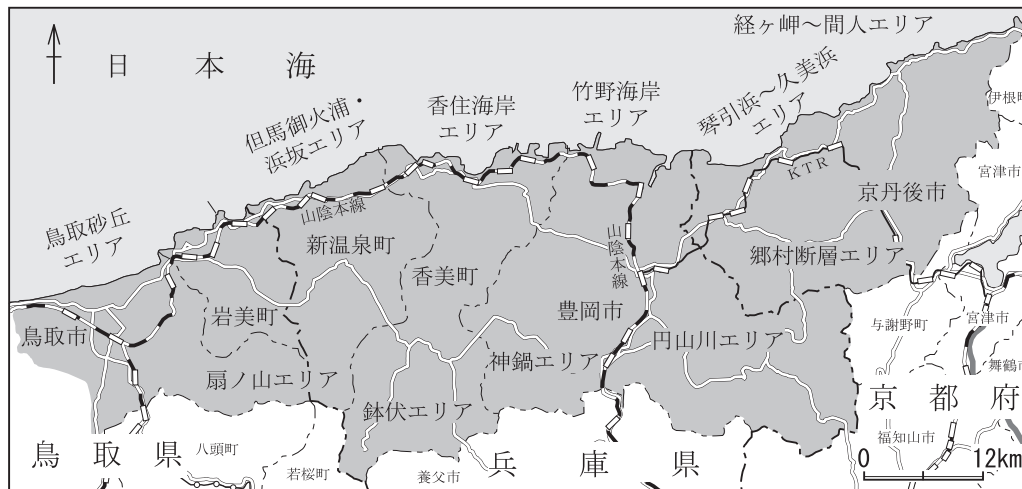 経ヶ岬〜間人エリア
日本海
竹野海岸
エリア
香住海岸
エリア
琴引浜〜久美浜
エリア
但馬御火浦・
浜坂エリア
伊根町
宮津市
KTR
京丹後市
鳥取砂丘
エリア
山陰本線
新温泉町
山陰本線
郷村断層エリア
香美町
岩美町
豊岡市
鳥取市
与謝野町
宮津市
円山川エリア
神鍋エリア
舞鶴市
扇ノ山エリア
鉢伏エリア
京都府
鳥取県
八頭町
若桜町
養父市
兵庫県
福知山市
0 12km